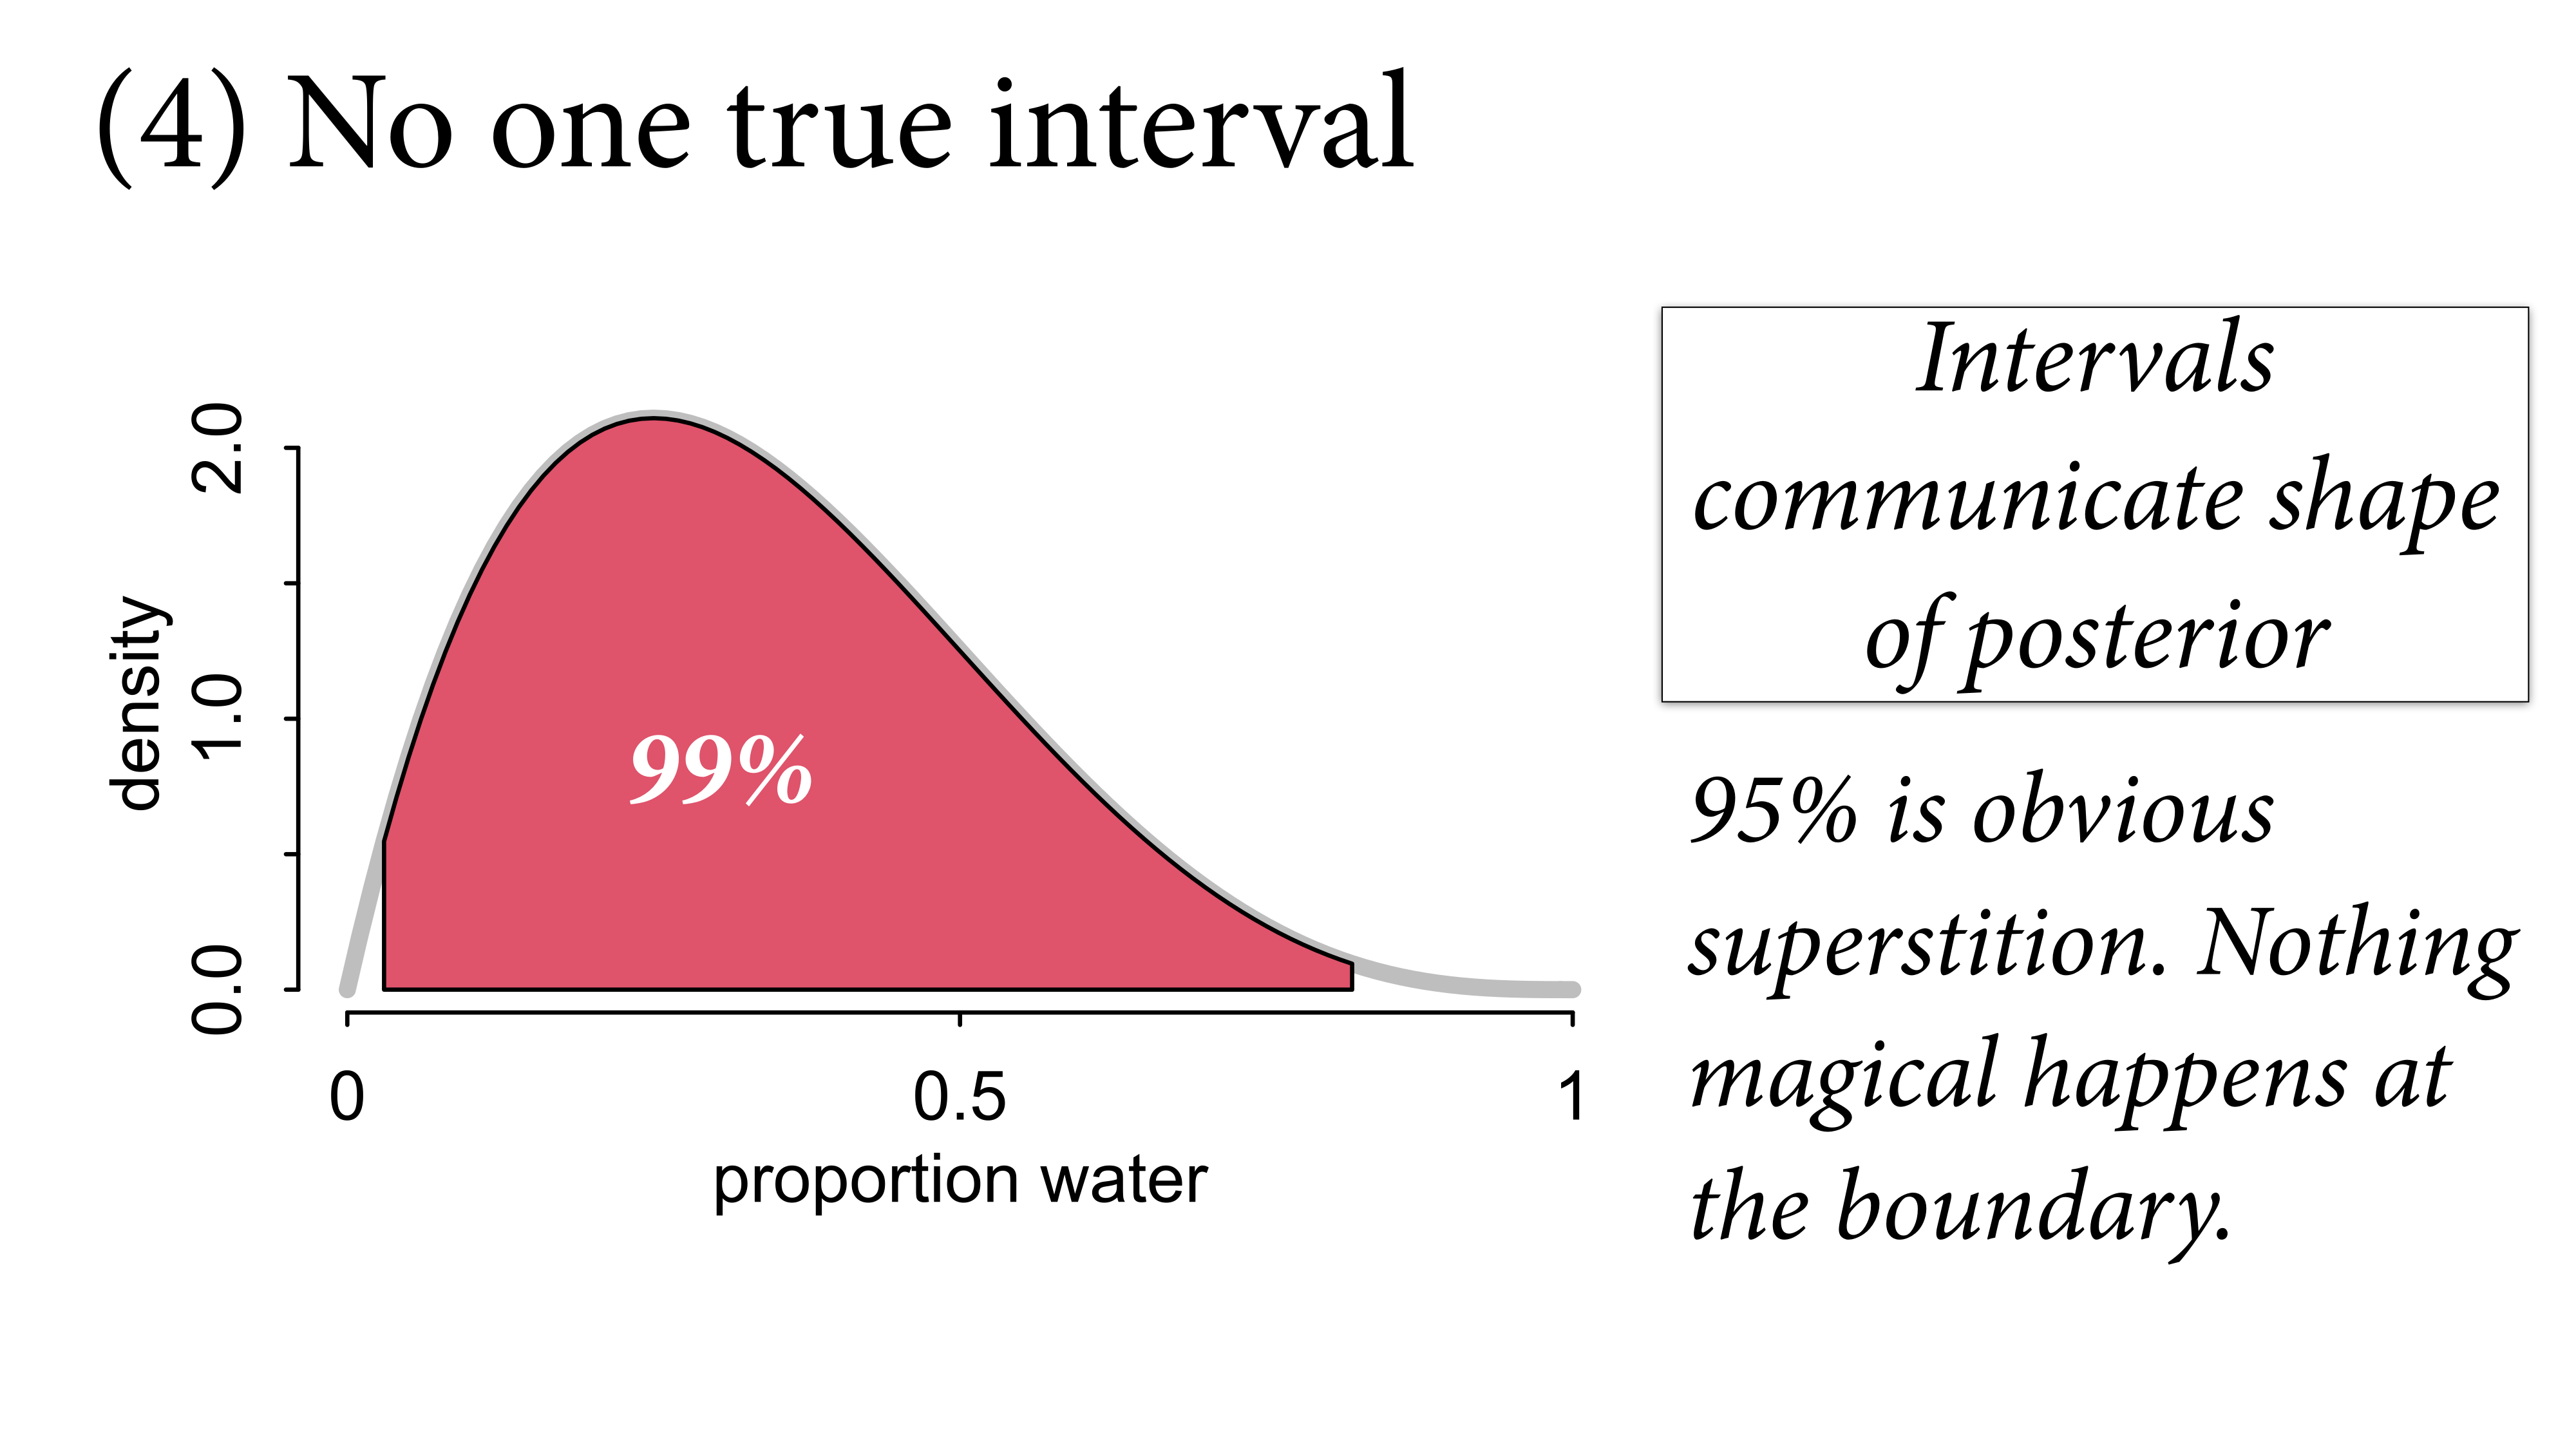 (4) No one true interval
Intervals
communicate shape
of posterior
95% is obvious
superstition. Nothing
magical happens at
the boundary.
density
2.0
1.0
0.0
99%
0
0.5
1
proportion water